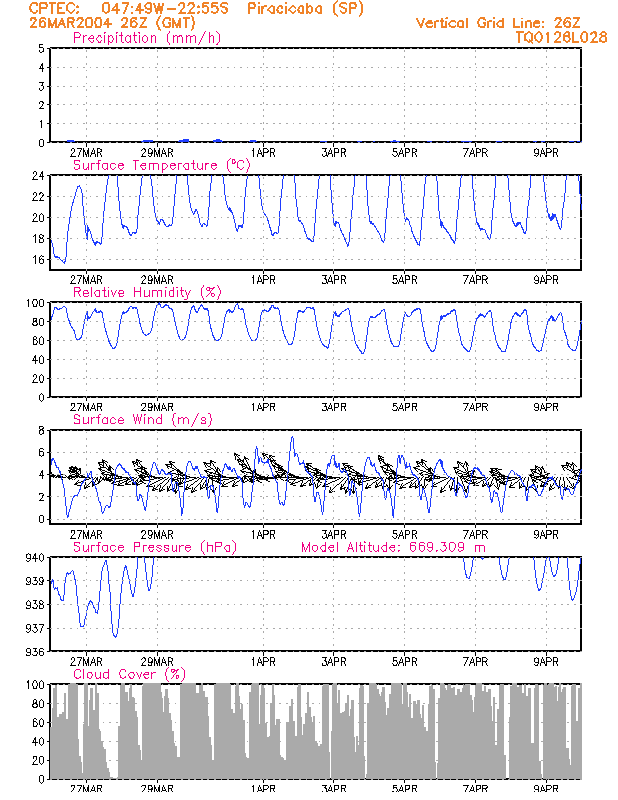 CPTEC: 047:49W-22:55S Piracicaba (SP)
26MAR2004 26Z (GMT) Vertical Grid Line: 26Z
Precipitation (mm/h) TQ0126L028
5
4
3
2
1
0
27MAR 29MAR 1APR 3APR 5APR 7APR 9APR
Surface Temperature (ºC)
24
22
20
18
16
27MAR 29MAR 1APR 3APR 5APR 7APR 9APR
Relative Humidity (%)
100
80
60
40
20
0
27MAR 29MAR 1APR 3APR 5APR 7APR 9APR
Surface Wind (m/s)
8
6
4
2
0
27MAR 29MAR 1APR 3APR 5APR 7APR 9APR
Surface Pressure (hPa) Model Altitude: 669.309 m
940
939
938
937
936
27MAR 29MAR 1APR 3APR 5APR 7APR 9APR
Cloud Cover (%)
100
80
60
40
20
0
27MAR 29MAR 1APR 3APR 5APR 7APR 9APR